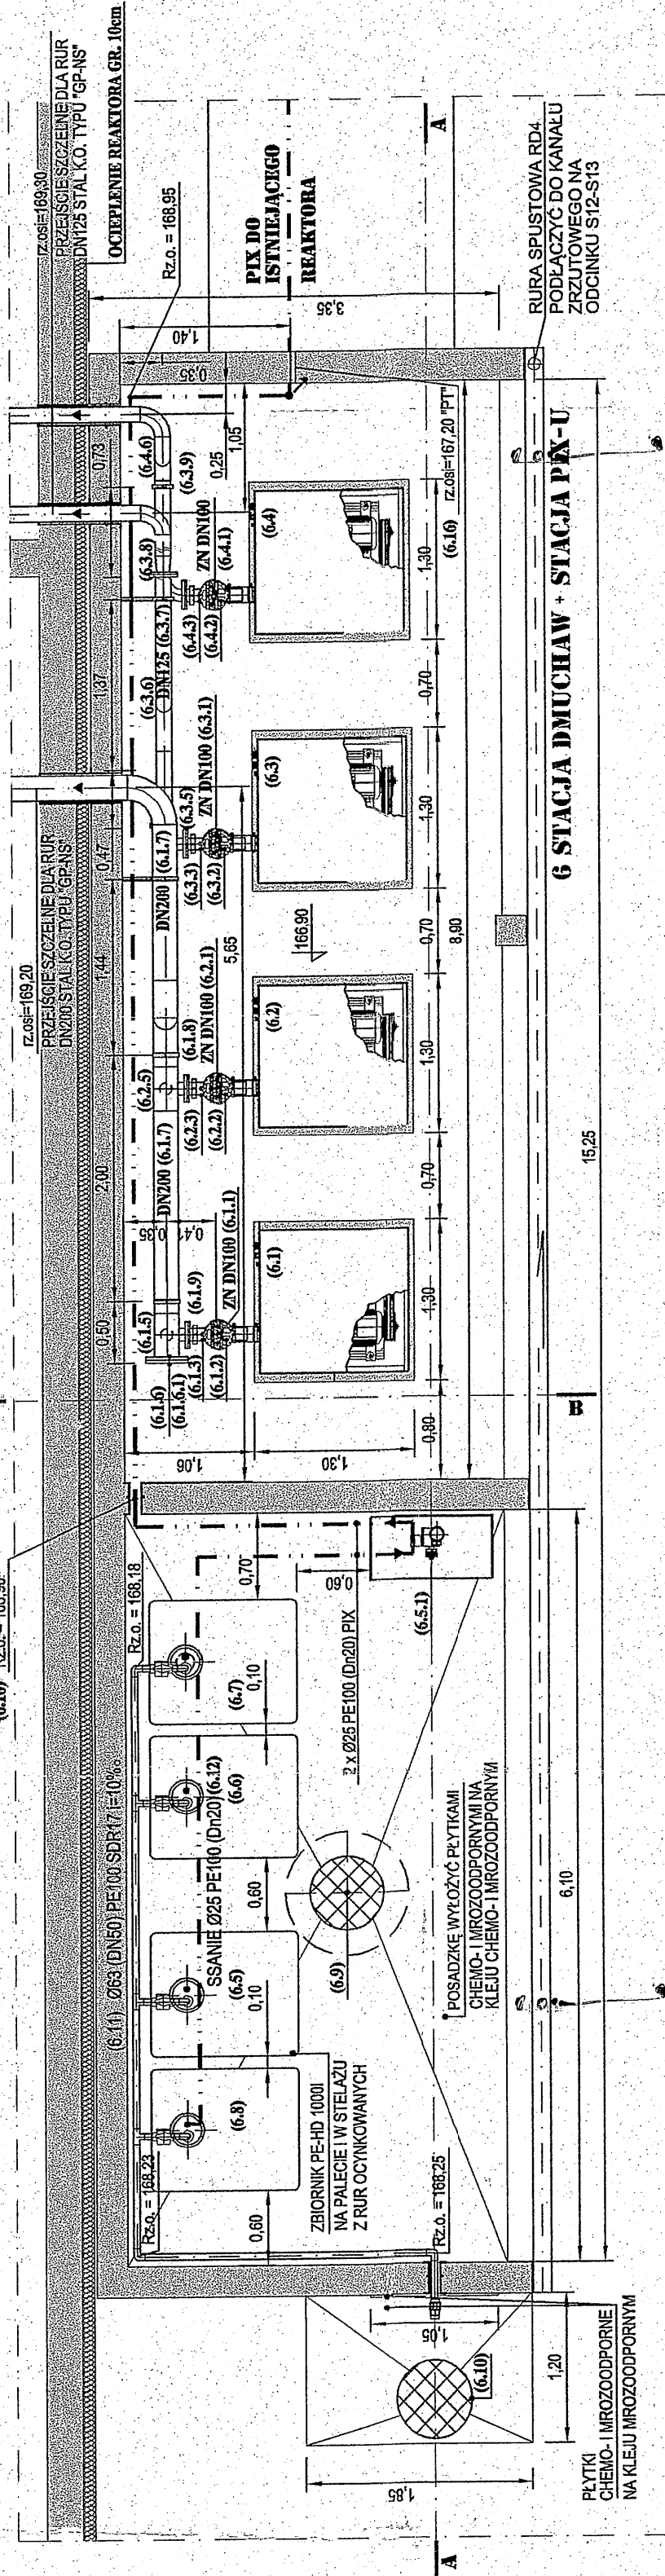 rz.osi=169,30
PRZEJŚCIE SZCZELNE DLA RUR
DN125 STAL K.O. TYPU "GP-NS"
OCIEPLENIE REAKTORA GR. 10cm
Rz.o. = 168,95
PIX DO
ISTNIEJĄCEGO
REAKTORA
A
3,35
1,40
0,35
RURA SPUSTOWA RD4
PODŁĄCZYĆ DO KANAŁU
ZRZUTOWEGO NA
ODCINKU S12-S13
0,73
(6.4.6)
(6.3.9)
0,25
1,05
rz.osi=167,20 "PT"
(6.16)
(6.3.8)
ZN DN100
(6.4.1)
(6.4.3)
(6.4.2)
(6.4)
1,30
1,37
(6.3.7)
(6.3.6)
DN125
0,70
ZN DN100 (6.3.1)
(6.3.5)
(6.3.3)
(6.3.2)
(6.3)
1,30
rz.osi=169,20
PRZEJŚCIE SZCZELNE DLA RUR
DN200 STAL K.O. TYPU "GP-NS"
0,47
DN200 (6.1.7)
5,65
166,90
0,70
8,90
6 STACJA DMUCHAW + STACJA PIX-U
1,44
(6.1.8)
ZN DN100 (6.2.1)
(6.2.5)
(6.2.3)
(6.2.2)
(6.2)
1,30
15,25
2,00
DN200 (6.1.7)
0,35
0,41
0,70
0,50
(6.1.9)
ZN DN100 (6.1.1)
(6.1.5)
(6.1.3)
(6.1.2)
(6.1.6)
(6.1.6.1)
(6.1)
1,30
0,80
1,06
1,30
B
(6.11) Ø63 (DN50) PE100 SDR17 i=10‰
Rz.o. = 168,18
0,70
0,60
(6.5.1)
2 x Ø25 PE100 (Dn20) PIX
(6.7)
0,10
(6.6)
SSANIE Ø25 PE100 (Dn20) (6.12)
0,60
(6.5)
0,10
(6.8)
(6.9)
POSADZKĘ WYŁOŻYĆ PŁYTKAMI
CHEMO- I MROZOODPORNYMI NA
KLEJU CHEMO- I MROZOODPORNYM
6,10
ZBIORNIK PE-HD 1000l
NA PALECIE I W STELAŻU
Z RUR OCYNKOWANYCH
Rz.o. = 168,23
0,60
Rz.o. = 168,25
1,05
(6.10)
1,20
1,85
PŁYTKI
CHEMO- I MROZOODPORNE
NA KLEJU MROZOODPORNYM
A